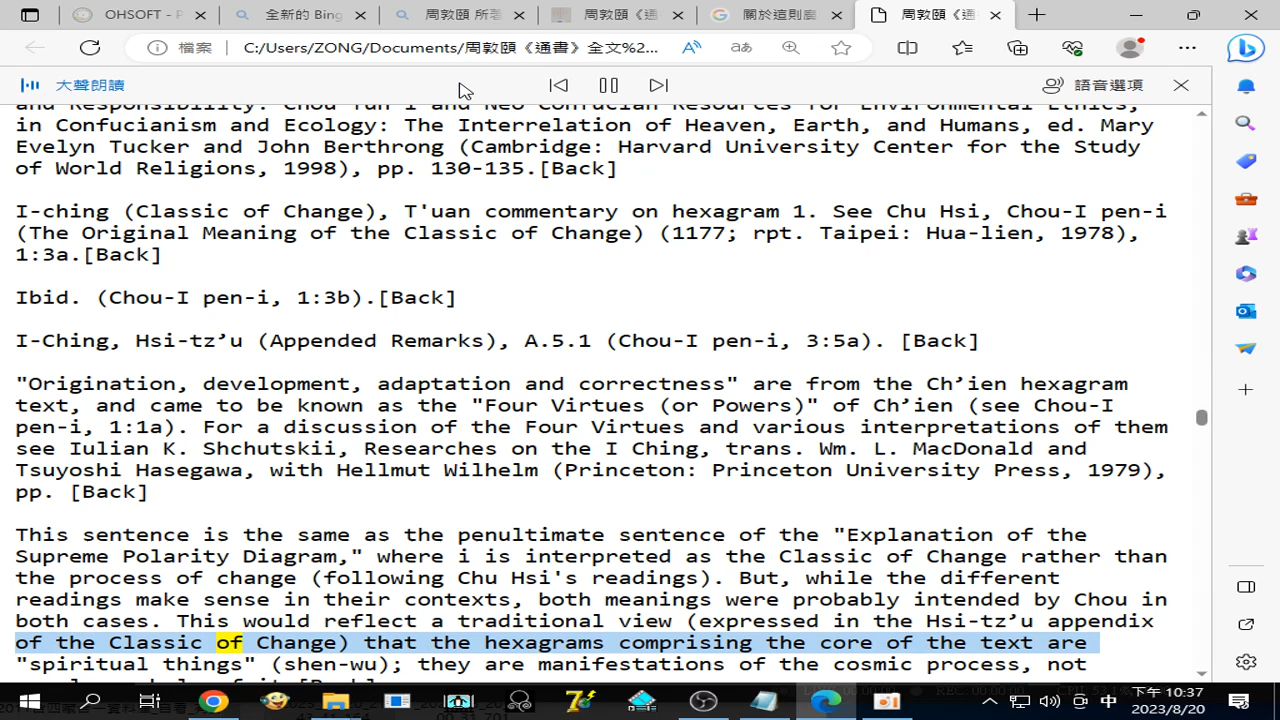 OHSOFT - P
全新的 Bing
周敦頤 所著
周敦頤《通
關於這則廟
周敦頤《通
檔案
C:/Users/ZONG/Documents/周敦頤《通書》全文%2...
大聲朗讀
語音選項
and Responsibility: Chou Tun-i and Neo-Confucian Resources for Environmental Ethics,"
in Confucianism and Ecology: The Interrelation of Heaven, Earth, and Humans, ed. Mary
Evelyn Tucker and John Berthrong (Cambridge: Harvard University Center for the Study
of World Religions, 1998), pp. 130-135.[Back]
I-ching (Classic of Change), T'uan commentary on hexagram 1. See Chu Hsi, Chou-I pen-i
(The Original Meaning of the Classic of Change) (1177; rpt. Taipei: Hua-lien, 1978),
1:3a.[Back]
Ibid. (Chou-I pen-i, 1:3b).[Back]
I-Ching, Hsi-tz’u (Appended Remarks), A.5.1 (Chou-I pen-i, 3:5a). [Back]
"Origination, development, adaptation and correctness" are from the Ch’ien hexagram
text, and came to be known as the "Four Virtues (or Powers)" of Ch’ien (see Chou-I
pen-i, 1:1a). For a discussion of the Four Virtues and various interpretations of them
see Iulian K. Shchutskii, Researches on the I Ching, trans. Wm. L. MacDonald and
Tsuyoshi Hasegawa, with Hellmut Wilhelm (Princeton: Princeton University Press, 1979),
pp. [Back]
This sentence is the same as the penultimate sentence of the "Explanation of the
Supreme Polarity Diagram," where i is interpreted as the Classic of Change rather than
the process of change (following Chu Hsi's readings). But, while the different
readings make sense in their contexts, both meanings were probably intended by Chou in
both cases. This would reflect a traditional view (expressed in the Hsi-tz’u appendix
of the Classic of Change) that the hexagrams comprising the core of the text are
"spiritual things" (shen-wu); they are manifestations of the cosmic process, not
中
下午 10:37
2023/8/20